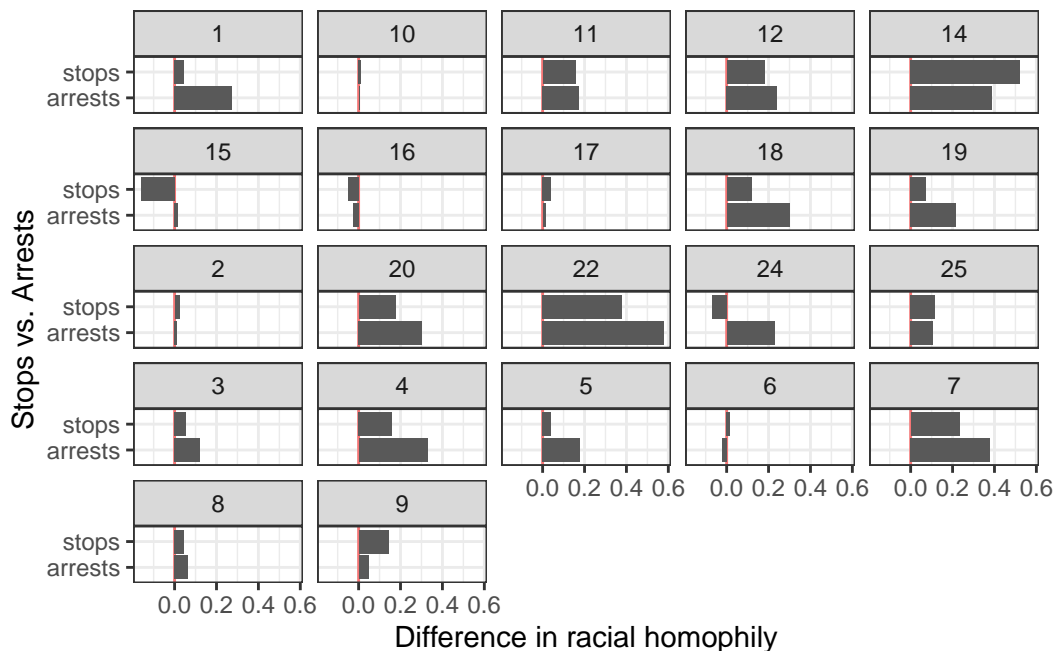 1 10 11 12 14
stops
arrests
15 16 17 18 19
stops
arrests
2 20 22 24 25
stops
arrests
3 4 5 6 7
stops
arrests
0.0 0.2 0.4 0.6 0.0 0.2 0.4 0.6 0.0 0.2 0.4 0.6
8 9
stops
arrests
0.0 0.2 0.4 0.6 0.0 0.2 0.4 0.6
Difference in racial homophily
Stops vs. Arrests